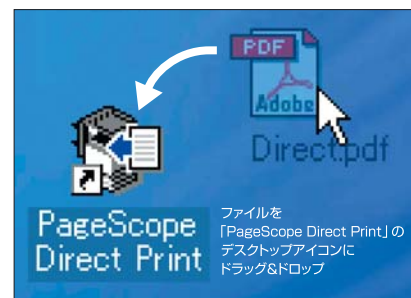 PDF
Adobe
Direct.pdf
PageScope
Direct Print
ファイルを
「PageScope Direct Print」の
デスクトップアイコンに
ドラッグ&ドロップ